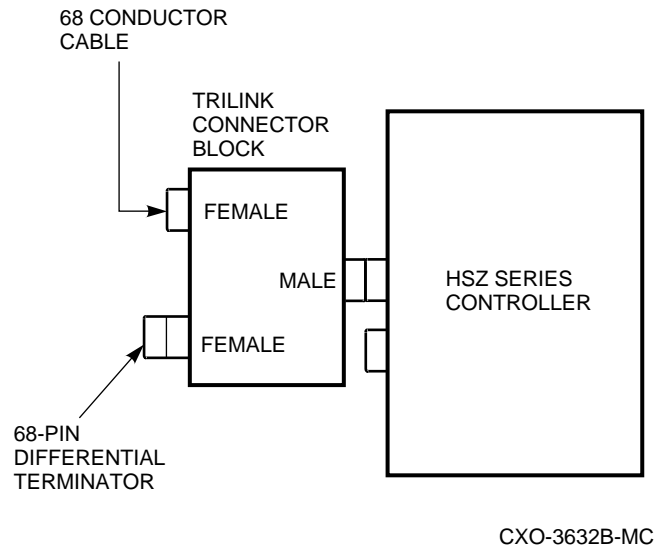 68 CONDUCTOR
CABLE
TRILINK
CONNECTOR
BLOCK
FEMALE
MALE
HSZ SERIES
CONTROLLER
FEMALE
68-PIN
DIFFERENTIAL
TERMINATOR
CXO-3632B-MC